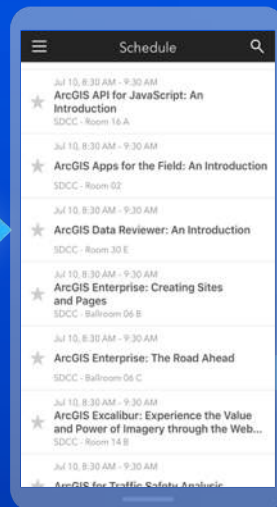 Schedule
Jul 10, 8:30 AM - 9:30 AM
ArcGIS API for JavaScript: An
Introduction
SDCC - Room 16 A
Jul 10, 8:30 AM - 9:30 AM
ArcGIS Apps for the Field: An Introduction
SDCC - Room 02
Jul 10, 8:30 AM - 9:30 AM
ArcGIS Data Reviewer: An Introduction
SDCC - Room 30 E
Jul 10, 8:30 AM - 9:30 AM
ArcGIS Enterprise: Creating Sites
and Pages
SDCC - Ballroom 06 B
Jul 10, 8:30 AM - 9:30 AM
ArcGIS Enterprise: The Road Ahead
SDCC - Ballroom 06 C
Jul 10, 8:30 AM - 9:30 AM
ArcGIS Excalibur: Experience the Value
and Power of Imagery through the Web...
SDCC - Room 14 B
Jul 10, 8:30 AM - 9:30 AM
ArcGIS for Traffic Safety Analysis